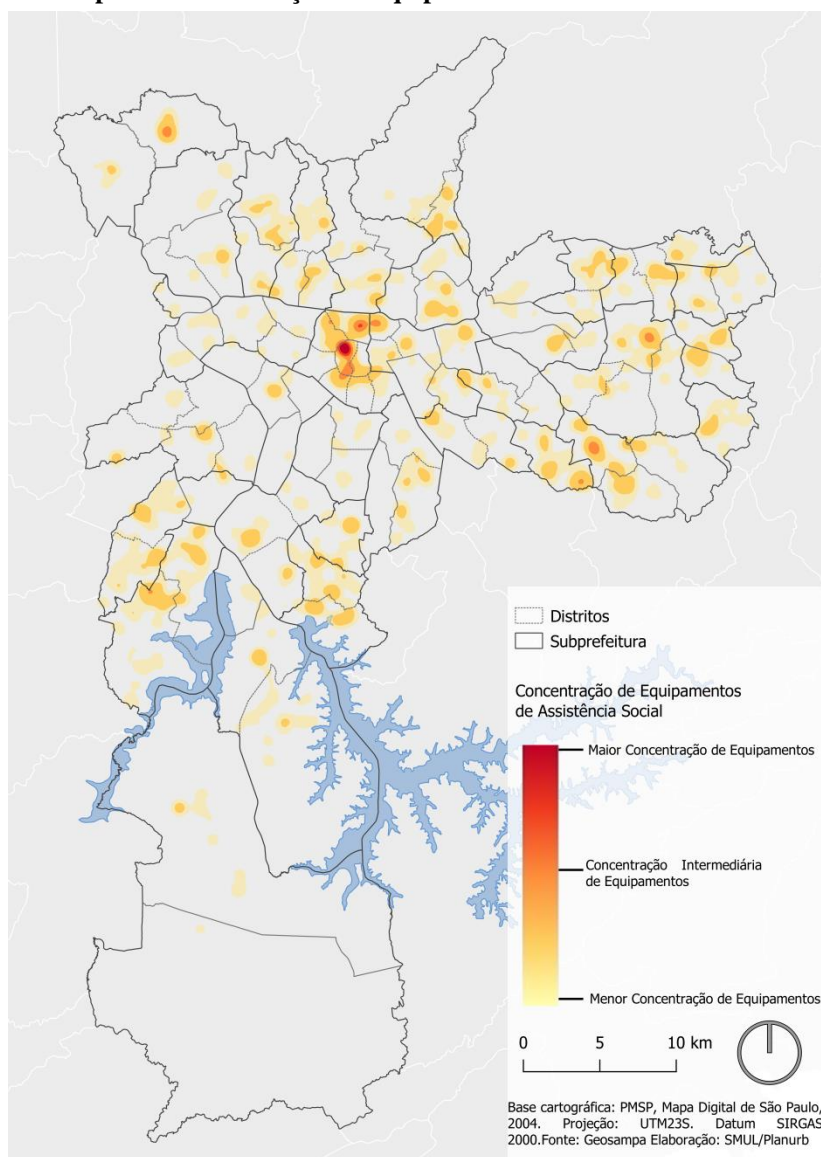 Distritos
Subprefeitura
Concentração de Equipamentos
de Assistência Social
Maior Concentração de Equipamentos
Concentração Intermediária
de Equipamentos
Menor Concentração de Equipamentos
0 5 10 km
Base cartográfica: PMSP, Mapa Digital de São Paulo,
2004. Projeção: UTM23S. Datum SIRGAS
2000.Fonte: Geosampa Elaboração: SMUL/Planurb